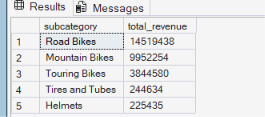 Results Messages
subcategory total_revenue
1 Road Bikes 14519438
2 Mountain Bikes 9952254
3 Touring Bikes 3844580
4 Tires and Tubes 244634
5 Helmets 225435